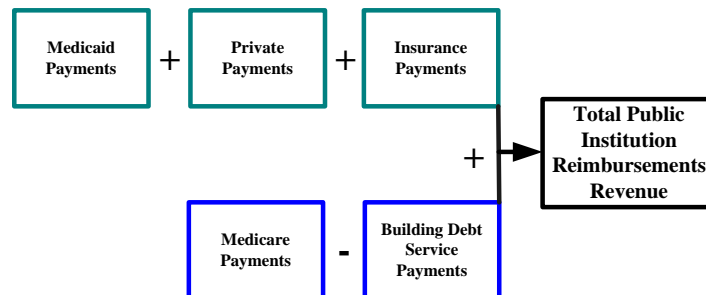 Medicaid
Payments
+
Private
Payments
+
Insurance
Payments
+
Total Public
Institution
Reimbursements
Revenue
Medicare
Payments
-
Building Debt
Service
Payments